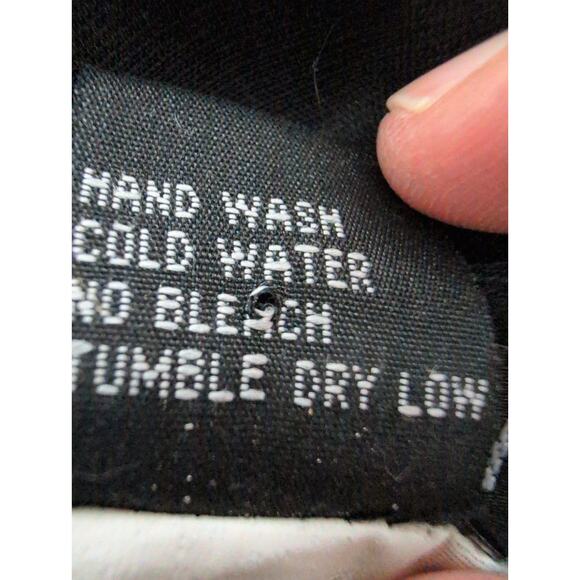 HAND WASH
COLD WATER
NO BLEACH
TUMBLE DRY LOW